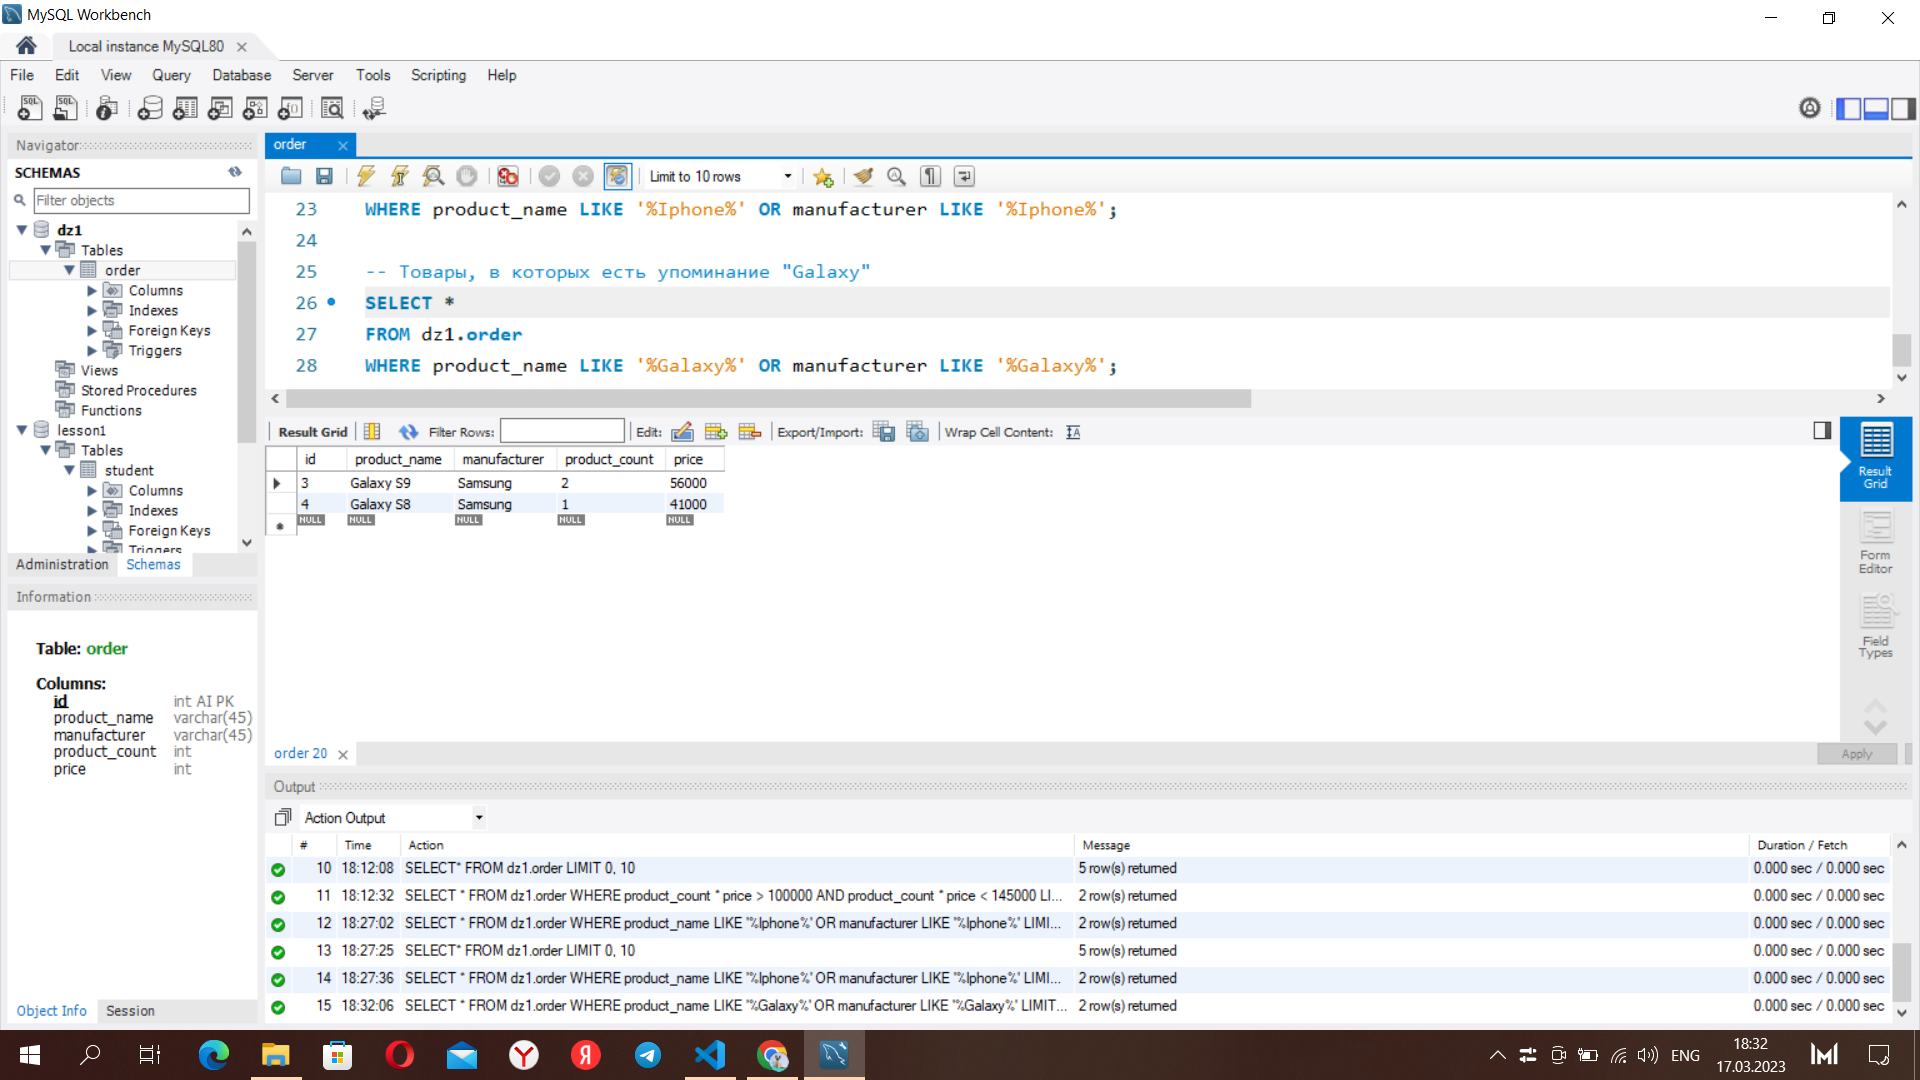 MySQL Workbench
Local instance MySQL80
File Edit View Query Database Server Tools Scripting Help
Navigator
SCHEMAS
Filter objects
dz1
Tables
order
Columns
Indexes
Foreign Keys
Triggers
Views
Stored Procedures
Functions
lesson1
Tables
student
Columns
Indexes
Foreign Keys
Triggers
Administration Schemas
Information
Table: order
Columns:
id int AI PK
product_name varchar(45)
manufacturer varchar(45)
product_count int
price int
Object Info Session
order
Limit to 10 rows
23 WHERE product_name LIKE '%Iphone%' OR manufacturer LIKE '%Iphone%';
24
25 -- Товары, в которых есть упоминание "Galaxy"
26 SELECT *
27 FROM dz1.order
28 WHERE product_name LIKE '%Galaxy%' OR manufacturer LIKE '%Galaxy%';
Result Grid Filter Rows: Edit: Export/Import: Wrap Cell Content:
id product_name manufacturer product_count price
3 Galaxy S9 Samsung 2 56000
4 Galaxy S8 Samsung 1 41000
NULL NULL NULL NULL NULL
Result
Grid
Form
Editor
Field
Types
order 20
Apply
Output
Action Output
# Time Action Message Duration / Fetch
10 18:12:08 SELECT* FROM dz1.order LIMIT 0, 10 5 row(s) returned 0.000 sec / 0.000 sec
11 18:12:32 SELECT * FROM dz1.order WHERE product_count * price > 100000 AND product_count * price < 145000 LI... 2 row(s) returned 0.000 sec / 0.000 sec
12 18:27:02 SELECT * FROM dz1.order WHERE product_name LIKE '%Iphone%' OR manufacturer LIKE '%Iphone%' LIMI... 2 row(s) returned 0.000 sec / 0.000 sec
13 18:27:25 SELECT* FROM dz1.order LIMIT 0, 10 5 row(s) returned 0.000 sec / 0.000 sec
14 18:27:36 SELECT * FROM dz1.order WHERE product_name LIKE '%Iphone%' OR manufacturer LIKE '%Iphone%' LIMI... 2 row(s) returned 0.000 sec / 0.000 sec
15 18:32:06 SELECT * FROM dz1.order WHERE product_name LIKE '%Galaxy%' OR manufacturer LIKE '%Galaxy%' LIMIT... 2 row(s) returned 0.000 sec / 0.000 sec
ENG
18:32
17.03.2023